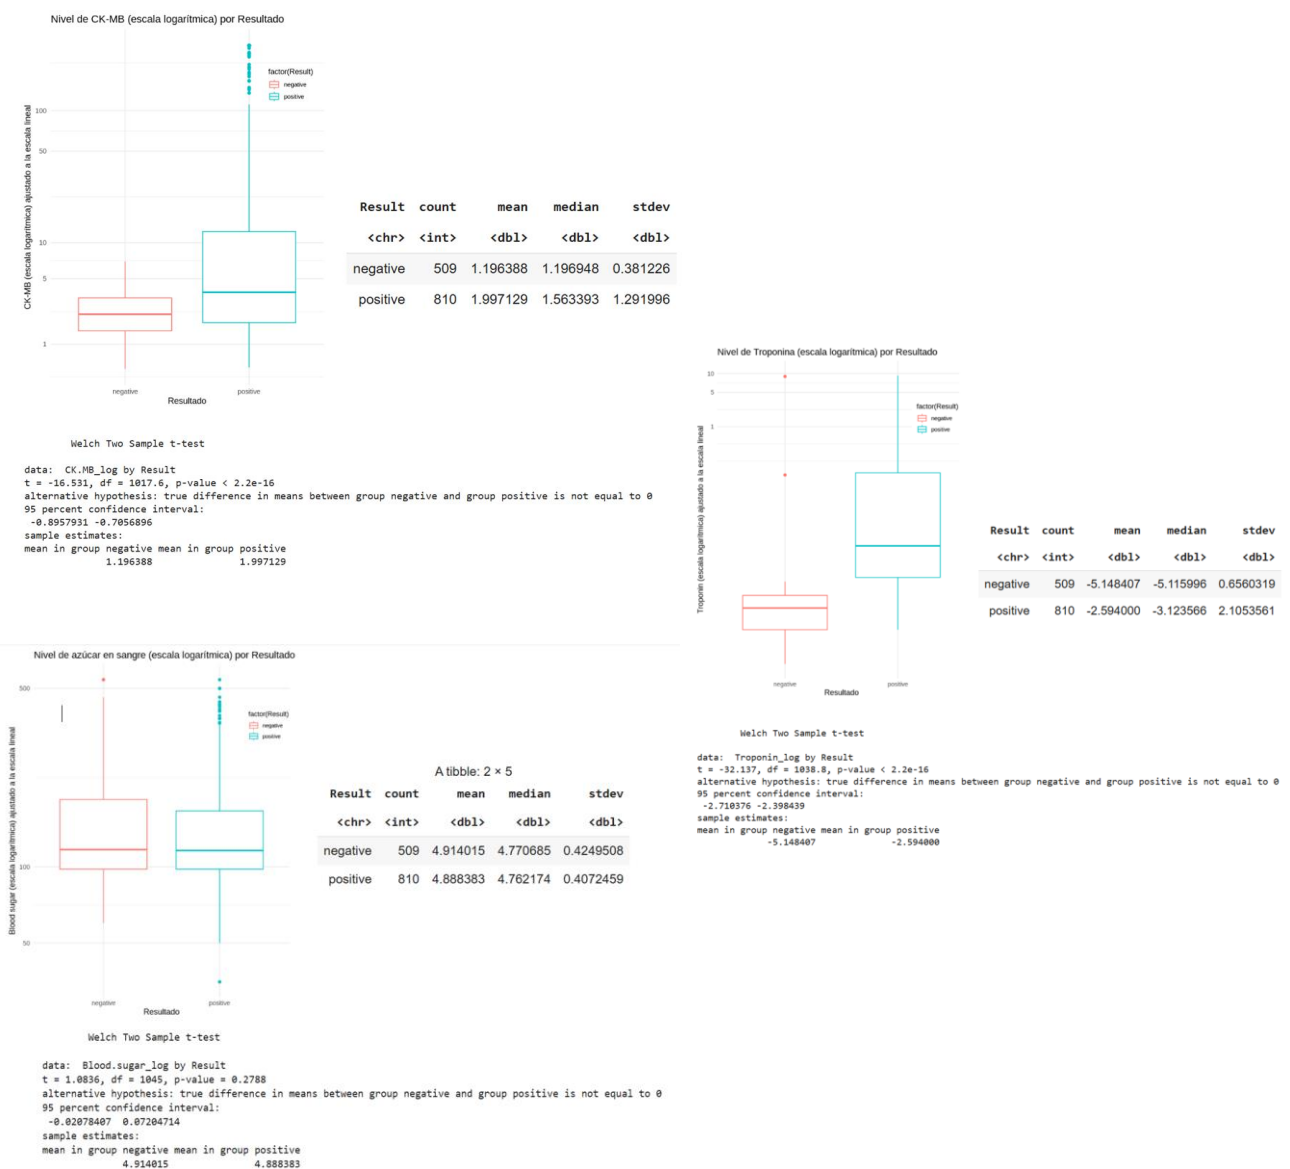 Nivel de CK-MB (escala logarítmica) por Resultado
CK-MB (escala logarítmica) ajustado a la escala lineal
100
50
10
5
1
factor(Result)
negative
positive
negative
positive
Resultado
Result count mean median stdev
<chr> <int> <dbl> <dbl> <dbl>
negative 509 1.196388 1.196948 0.381226
positive 810 1.997129 1.563393 1.291996
Welch Two Sample t-test
data: CK.MB_log by Result
t = -16.531, df = 1017.6, p-value < 2.2e-16
alternative hypothesis: true difference in means between group negative and group positive is not equal to 0
95 percent confidence interval:
-0.8957931 -0.7056896
sample estimates:
mean in group negative mean in group positive
1.196388 1.997129
Nivel de Troponina (escala logarítmica) por Resultado
Troponin (escala logarítmica) ajustado a la escala lineal
10
5
1
factor(Result)
negative
positive
negative
positive
Resultado
Result count mean median stdev
<chr> <int> <dbl> <dbl> <dbl>
negative 509 -5.148407 -5.115996 0.6560319
positive 810 -2.594000 -3.123566 2.1053561
Welch Two Sample t-test
data: Troponin_log by Result
t = -32.137, df = 1038.8, p-value < 2.2e-16
alternative hypothesis: true difference in means between group negative and group positive is not equal to 0
95 percent confidence interval:
-2.710376 -2.398439
sample estimates:
mean in group negative mean in group positive
-5.148407 -2.594000
Nivel de azúcar en sangre (escala logarítmica) por Resultado
Blood sugar (escala logarítmica) ajustado a la escala lineal
500
100
50
factor(Result)
negative
positive
negative
positive
Resultado
A tibble: 2 × 5
Result count mean median stdev
<chr> <int> <dbl> <dbl> <dbl>
negative 509 4.914015 4.770685 0.4249508
positive 810 4.888383 4.762174 0.4072459
Welch Two Sample t-test
data: Blood.sugar_log by Result
t = 1.0836, df = 1045, p-value = 0.2788
alternative hypothesis: true difference in means between group negative and group positive is not equal to 0
95 percent confidence interval:
-0.02078407 0.07204714
sample estimates:
mean in group negative mean in group positive
4.914015 4.888383